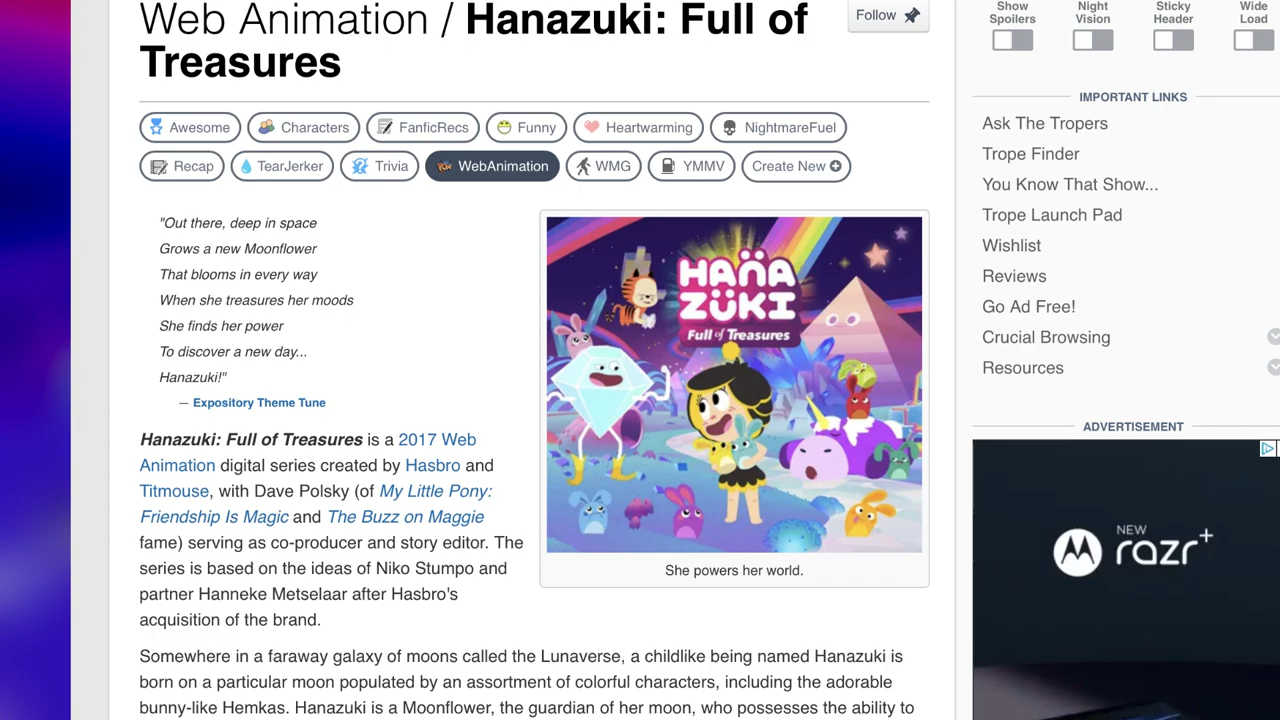 Web Animation / Hanazuki: Full of
Treasures
Follow
Awesome
Characters
FanficRecs
Funny
Heartwarming
NightmareFuel
Recap
TearJerker
Trivia
WebAnimation
WMG
YMMV
Create New
"Out there, deep in space
Grows a new Moonflower
That blooms in every way
When she treasures her moods
She finds her power
To discover a new day...
Hanazuki!"
— Expository Theme Tune
HANA
ZUKI
Full of Treasures
She powers her world.
Hanazuki: Full of Treasures is a 2017 Web
Animation digital series created by Hasbro and
Titmouse, with Dave Polsky (of My Little Pony:
Friendship Is Magic and The Buzz on Maggie
fame) serving as co-producer and story editor. The
series is based on the ideas of Niko Stumpo and
partner Hanneke Metselaar after Hasbro's
acquisition of the brand.
Somewhere in a faraway galaxy of moons called the Lunaverse, a childlike being named Hanazuki is
born on a particular moon populated by an assortment of colorful characters, including the adorable
bunny-like Hemkas. Hanazuki is a Moonflower, the guardian of her moon, who possesses the ability to
Show
Spoilers
Night
Vision
Sticky
Header
Wide
Load
IMPORTANT LINKS
Ask The Tropers
Trope Finder
You Know That Show...
Trope Launch Pad
Wishlist
Reviews
Go Ad Free!
Crucial Browsing
Resources
ADVERTISEMENT
NEW
razr+